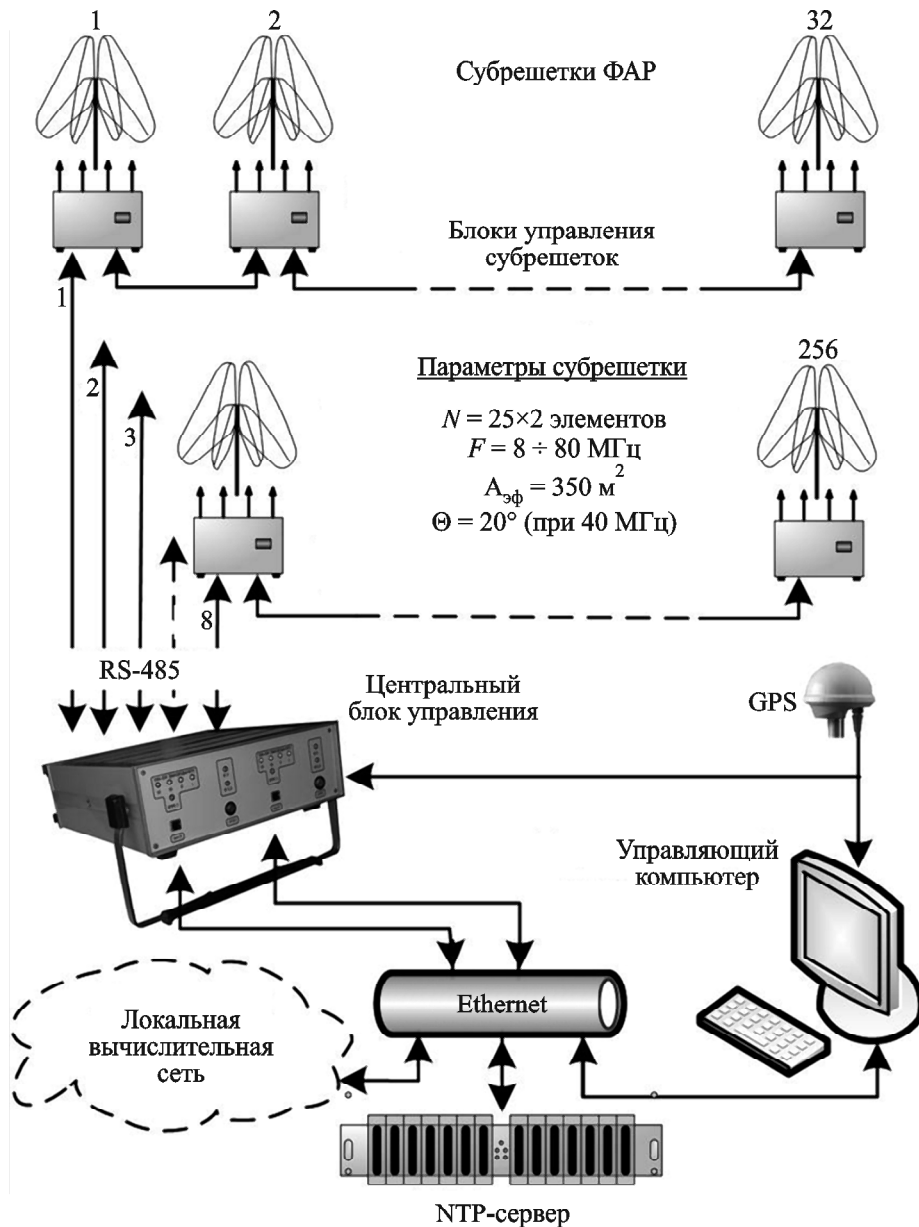 1
2
32
Субрешетки ФАР
Блоки управления
субрешеток
1
2
3
8
256
Параметры субрешетки
N = 25×2 элементов
F = 8 ÷ 80 МГц
Aэф = 350 м²
Θ = 20° (при 40 МГц)
RS-485
Центральный
блок управления
GPS
Управляющий
компьютер
Ethernet
Локальная
вычислительная
сеть
NTP-сервер